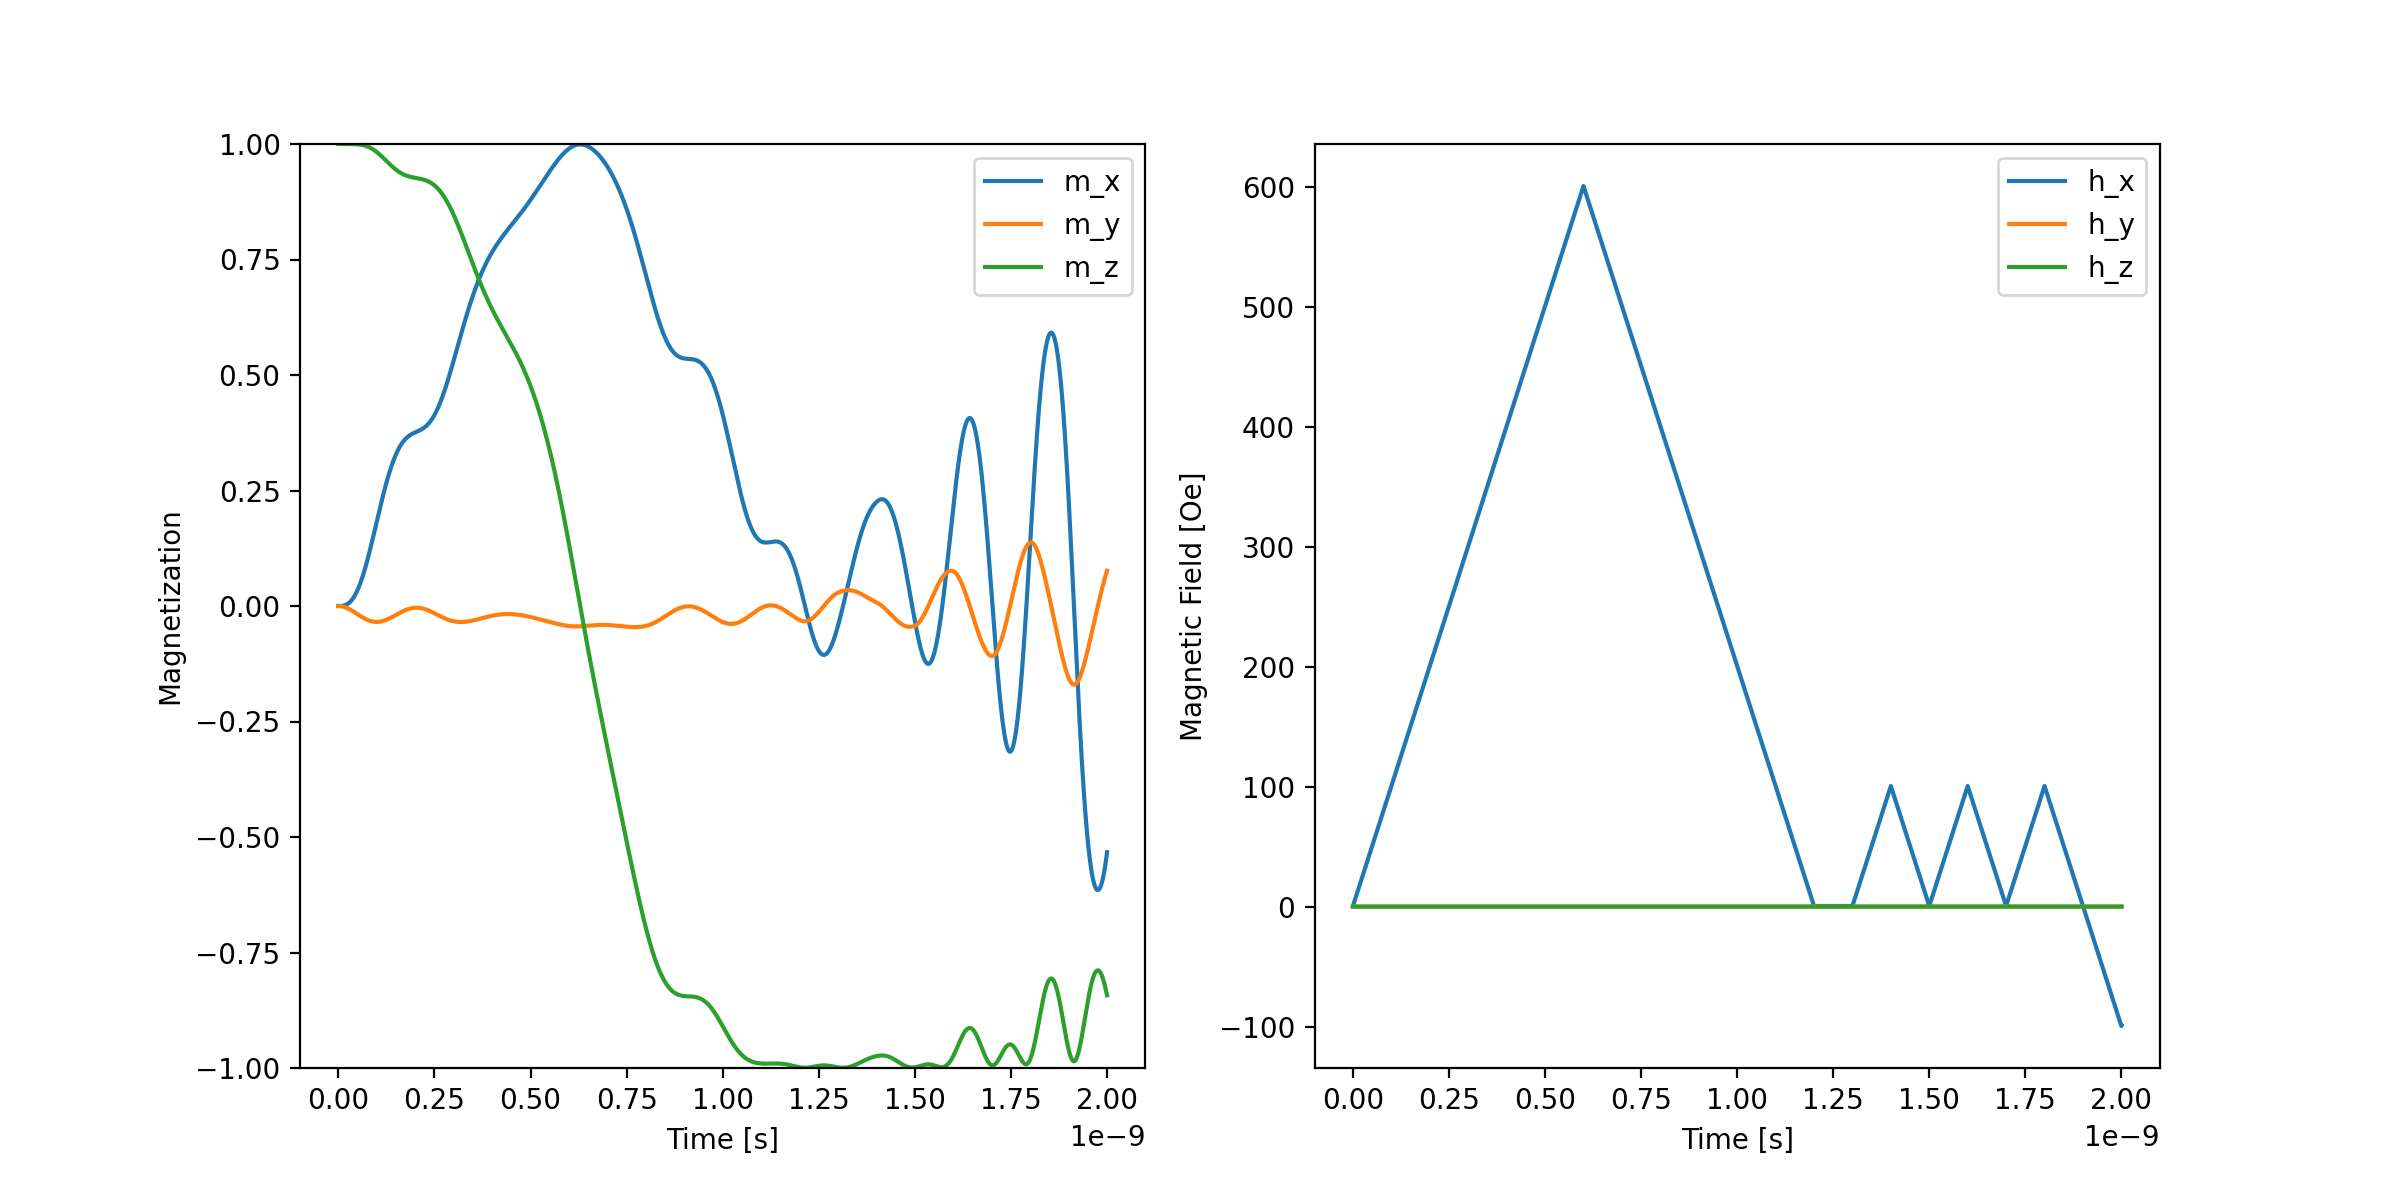 1.00
0.75
0.50
0.25
0.00
−0.25
−0.50
−0.75
−1.00
Magnetization
m_x
m_y
m_z
0.00 0.25 0.50 0.75 1.00 1.25 1.50 1.75 2.00
Time [s]
1e−9
600
500
400
300
200
100
0
−100
Magnetic Field [Oe]
h_x
h_y
h_z
0.00 0.25 0.50 0.75 1.00 1.25 1.50 1.75 2.00
Time [s]
1e−9